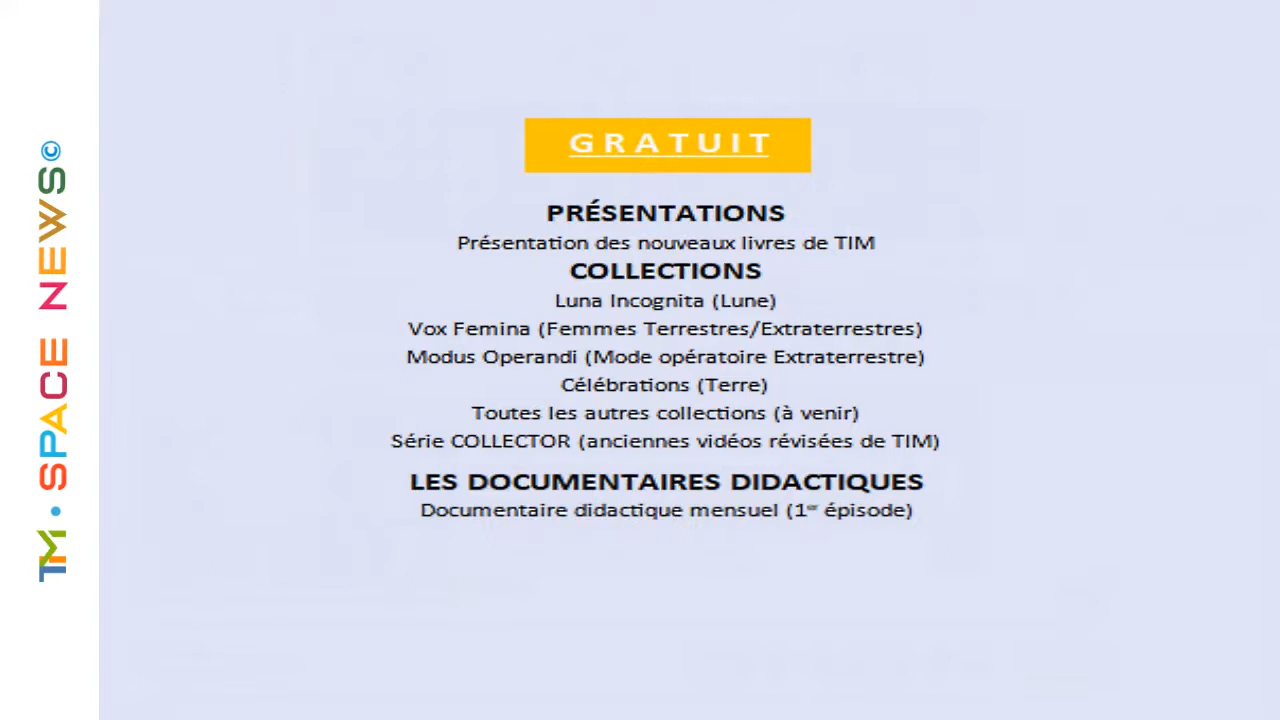 TIM • SPACE NEWS©
GRATUIT
PRÉSENTATIONS
Présentation des nouveaux livres de TIM
COLLECTIONS
Luna Incognita (Lune)
Vox Femina (Femmes Terrestres/Extraterrestres)
Modus Operandi (Mode opératoire Extraterrestre)
Célébrations (Terre)
Toutes les autres collections (à venir)
Série COLLECTOR (anciennes vidéos révisées de TIM)
LES DOCUMENTAIRES DIDACTIQUES
Documentaire didactique mensuel (1er épisode)